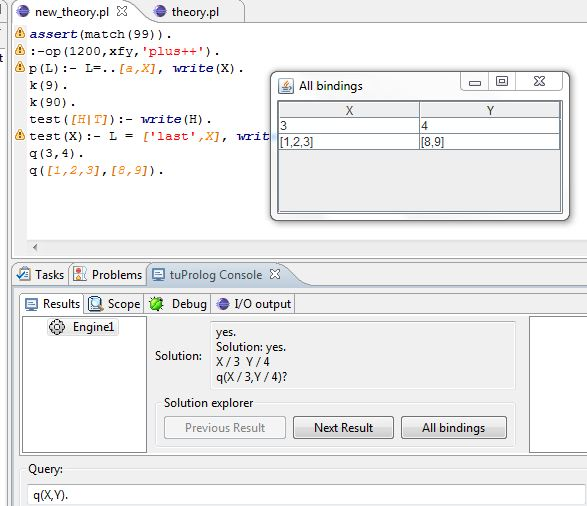 new_theory.pl
theory.pl
assert(match(99)).
:-op(1200,xfy,'plus++').
p(L):- L=..[a,X], write(X).
k(9).
k(90).
test([H|T]):- write(H).
test(X):- L = ['last',X], writ
q(3,4).
q([1,2,3],[8,9]).
All bindings
X Y
3 4
[1,2,3] [8,9]
Tasks Problems tuProlog Console
Results Scope Debug I/O output
Engine1
Solution:
yes.
Solution: yes.
X / 3 Y / 4
q(X / 3,Y / 4)?
Solution explorer
Previous Result Next Result All bindings
Query:
q(X,Y).